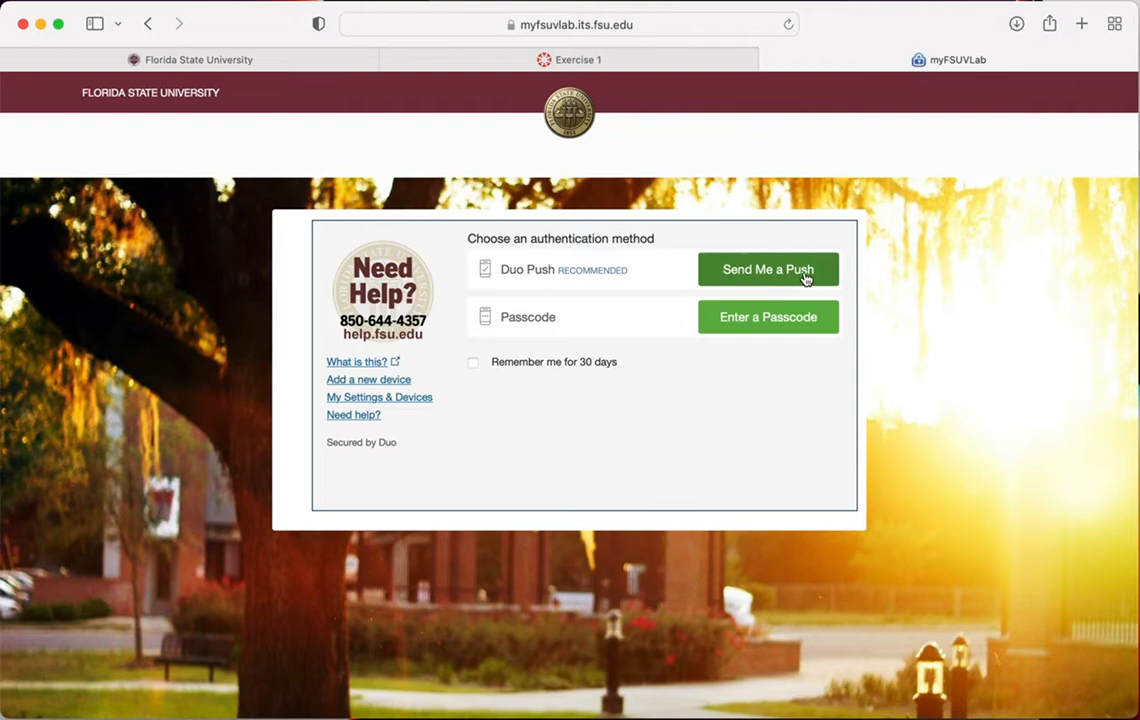 myfsuvlab.its.fsu.edu
Florida State University
Exercise 1
myFSUVLab
FLORIDA STATE UNIVERSITY
Choose an authentication method
Need
Help?
850-644-4357
help.fsu.edu
Duo Push RECOMMENDED
Send Me a Push
Passcode
Enter a Passcode
Remember me for 30 days
What is this?
Add a new device
My Settings & Devices
Need help?
Secured by Duo